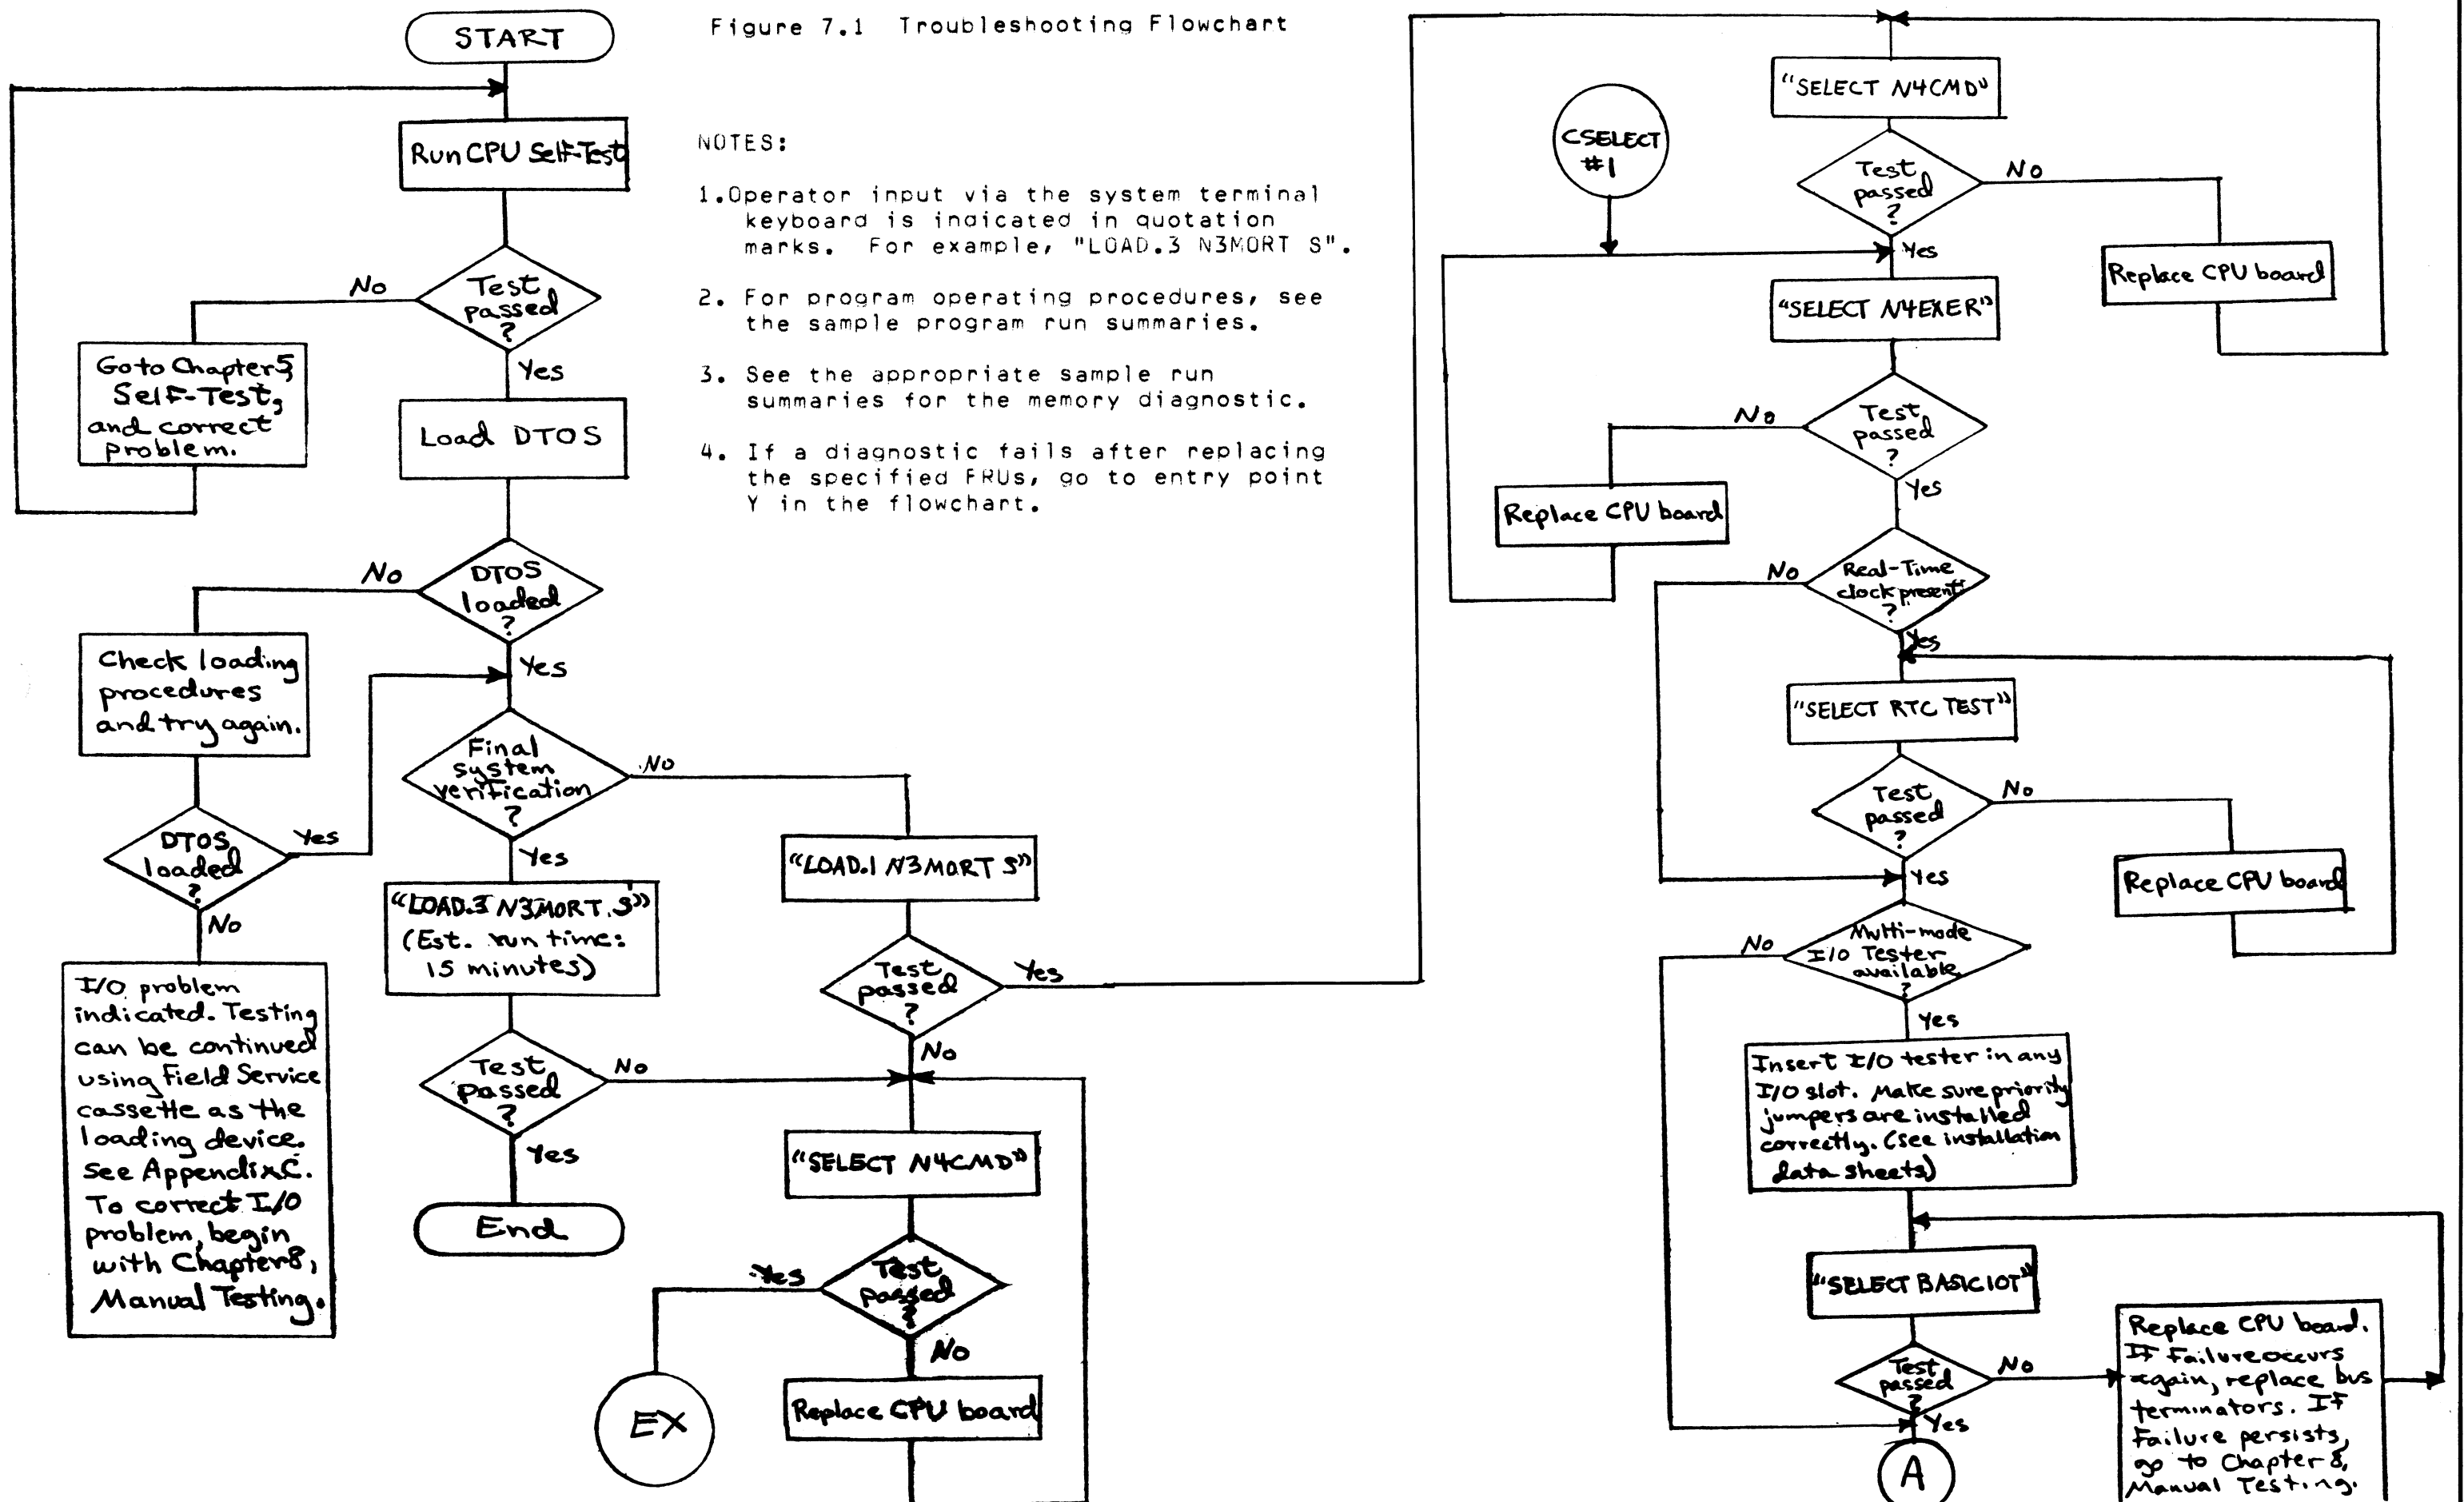 Figure 7.1 Troubleshooting Flowchart
START
Run CPU Self-Test
Test
passed
?
No
Yes
Go to Chapter 5,
Self-Test,
and correct
problem.
Load DTOS
DTOS
loaded
?
No
Yes
Check loading
procedures
and try again.
DTOS
loaded
?
Yes
No
I/O problem
indicated. Testing
can be continued
using Field Service
cassette as the
loading device.
See Appendix C.
To correct I/O
problem, begin
with Chapter 8,
Manual Testing.
Final
system
verification
?
No
Yes
"LOAD.3 N3MORT S"
(Est. run time:
15 minutes)
Test
passed
?
No
Yes
End
"LOAD.1 N3MORT S"
Test
passed
?
Yes
No
"SELECT N4CMD"
Test
passed
?
Yes
No
EX
Replace CPU board
NOTES:
1.Operator input via the system terminal
keyboard is indicated in quotation
marks. For example, "LOAD.3 N3MORT S".
2. For program operating procedures, see
the sample program run summaries.
3. See the appropriate sample run
summaries for the memory diagnostic.
4. If a diagnostic fails after replacing
the specified FRUs, go to entry point
Y in the flowchart.
"SELECT N4CMD"
CSELECT
#1
Test
passed
?
No
Yes
Replace CPU board
"SELECT N4EXER"
Test
passed
?
No
Yes
Replace CPU board
Real-Time
clock present
?
No
Yes
"SELECT RTC TEST"
Test
passed
?
No
Yes
Replace CPU board
Multi-mode
I/O Tester
available
?
No
Yes
Insert I/O tester in any
I/O slot. Make sure priority
jumpers are installed
correctly. (See installation
data sheets)
"SELECT BASIC IOT"
Test
passed
?
No
Yes
Replace CPU board.
If Failure occurs
again, replace bus
terminators. If
Failure persists,
go to Chapter 8,
Manual Testing.
A